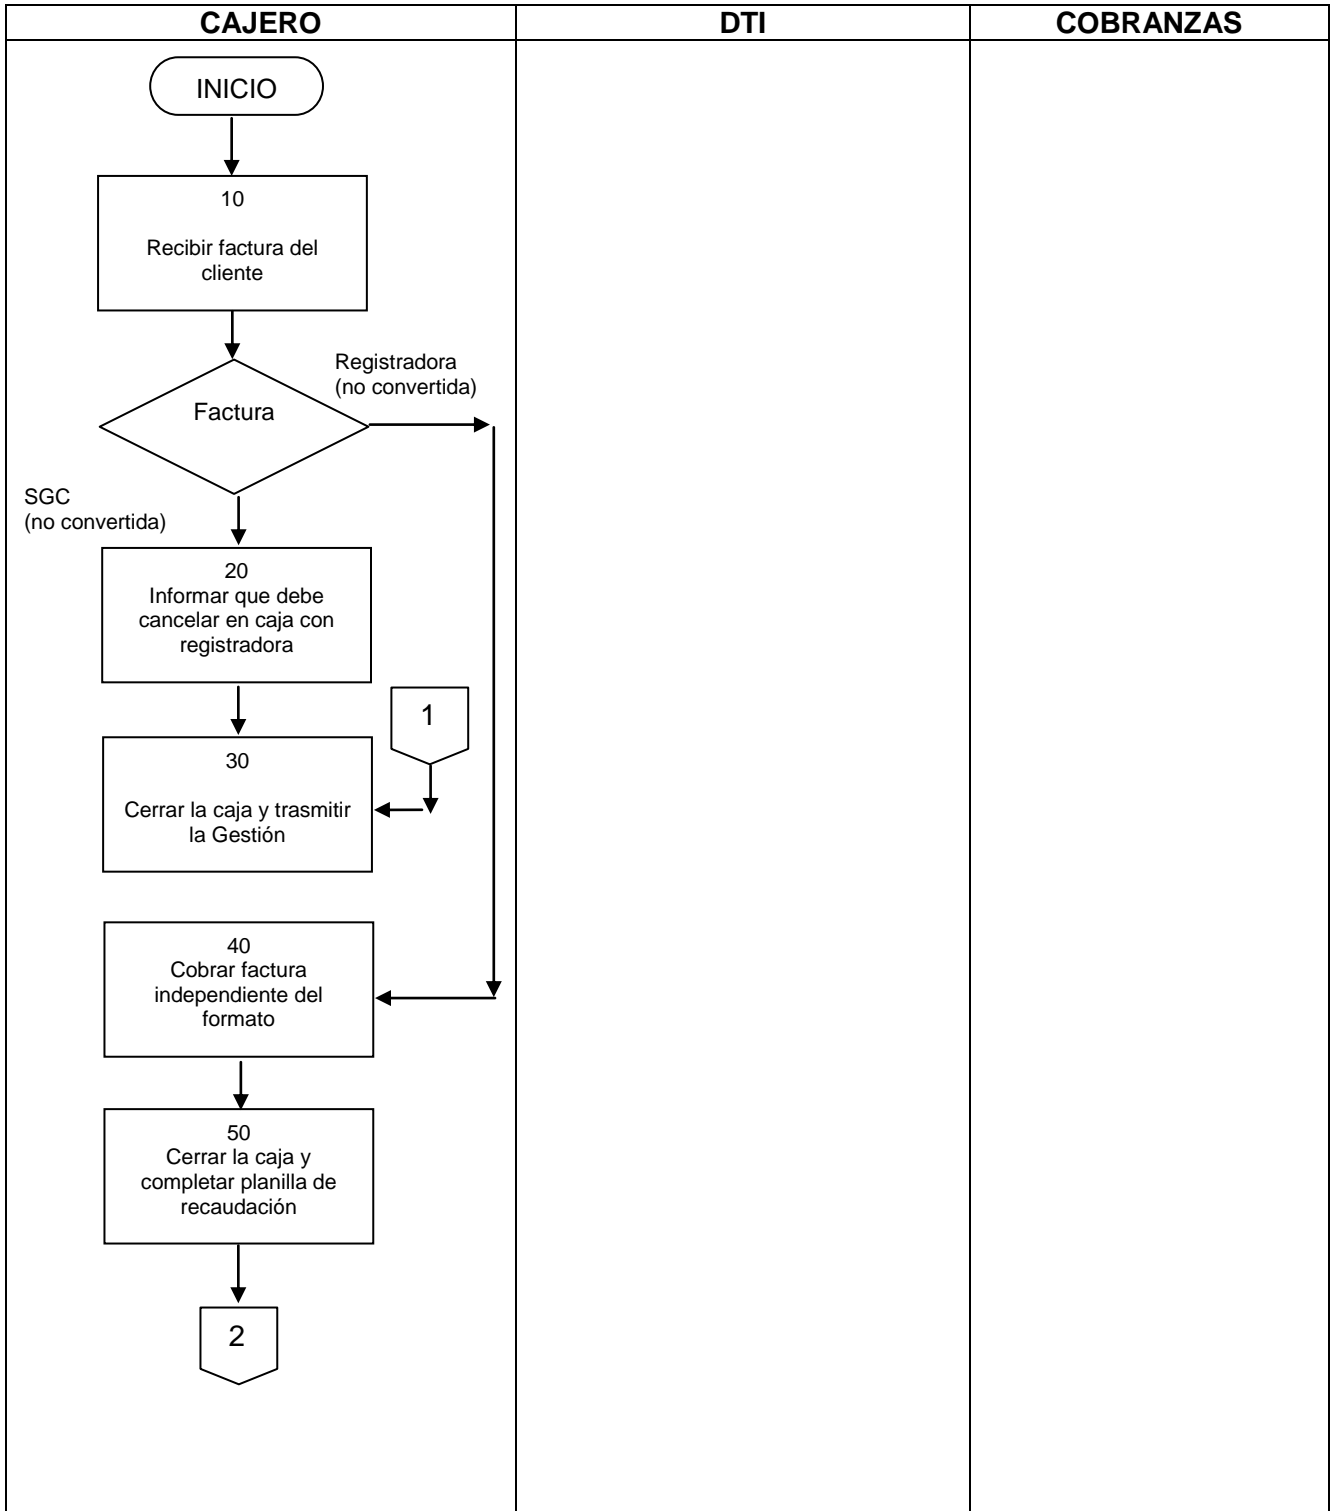 CAJERO
DTI
COBRANZAS
INICIO
10
Recibir factura del
cliente
Registradora
(no convertida)
Factura
SGC
(no convertida)
20
Informar que debe
cancelar en caja con
registradora
1
30
Cerrar la caja y trasmitir
la Gestión
40
Cobrar factura
independiente del
formato
50
Cerrar la caja y
completar planilla de
recaudación
2